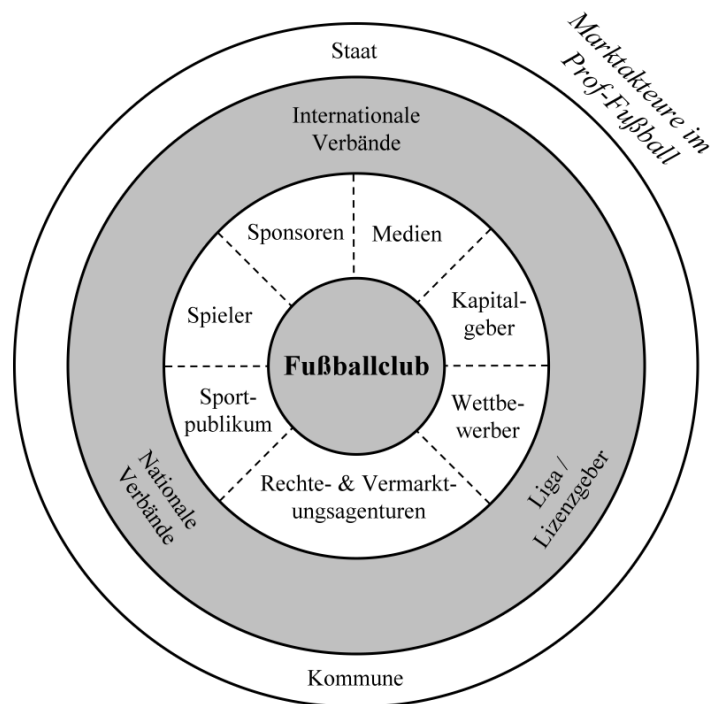 Marktakteure im
Prof-Fußball
Staat
Internationale
Verbände
Sponsoren
Medien
Spieler
Kapital-
geber
Fußballclub
Sport-
publikum
Wettbe-
werber
Rechte- & Vermarkt-
ungsagenturen
Nationale
Verbände
Liga /
Lizenzgeber
Kommune